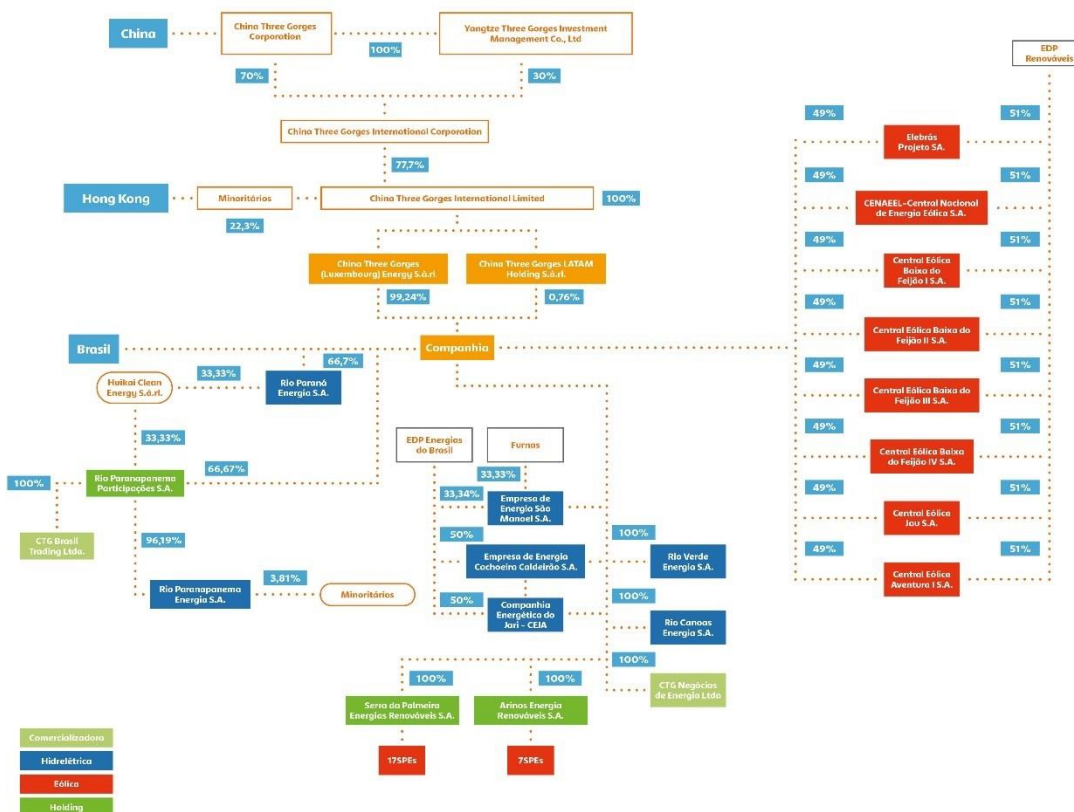 China
China Three Gorges
Corporation
100%
Yangtze Three Gorges Investment
Management Co., Ltd
70%
30%
China Three Gorges International Corporation
77,7%
Hong Kong
Minoritários
China Three Gorges International Limited
100%
22,3%
China Three Gorges
(Luxembourg) Energy S.à.rl.
China Three Gorges LATAM
Holding S.à.rl.
99,24%
0,76%
Brasil
Companhia
66,7%
Huikai Clean
Energy S.à.rl.
33,33%
Rio Paraná
Energia S.A.
33,33%
100%
Rio Paranapanema
Participações S.A.
66,67%
CTG Brasil
Trading Ltda.
96,19%
Rio Paranapanema
Energia S.A.
3,81%
Minoritários
EDP Energias
do Brasil
Furnas
33,33%
33,34%
Empresa de
Energia São
Manoel S.A.
50%
Empresa de Energia
Cachoeira Caldeirão S.A.
100%
Rio Verde
Energia S.A.
50%
Companhia
Energética do
Jari - CEJA
100%
Rio Canoas
Energia S.A.
100%
CTG Negócios
de Energia Ltda
100%
100%
Serra da Palmeira
Energias Renováveis S.A.
Arinos Energia
Renováveis S.A.
17SPEs
7SPEs
EDP
Renováveis
49%
51%
Elebrás
Projeto SA.
49%
51%
CENAEEL-Central Nacional
de Energia Eólica S.A.
49%
51%
Central Eólica
Baixa do
Feijão I S.A.
49%
51%
Central Eólica Baixa do
Feijão II S.A.
49%
51%
Central Eólica Baixa do
Feijão III S.A.
49%
51%
Central Eólica Baixa
do Feijão IV S.A.
49%
51%
Central Eólica
Jau S.A.
49%
51%
Central Eólica
Aventura I S.A.
Comercializadora
Hidrelétrica
Eólica
Holding